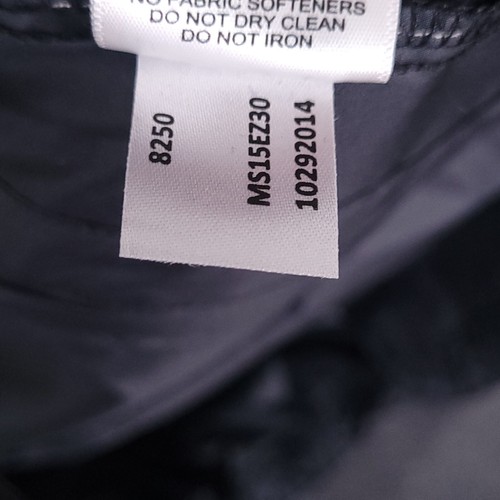 NO FABRIC SOFTENERS
DO NOT DRY CLEAN
DO NOT IRON
8250
MS15EZ30
10292014